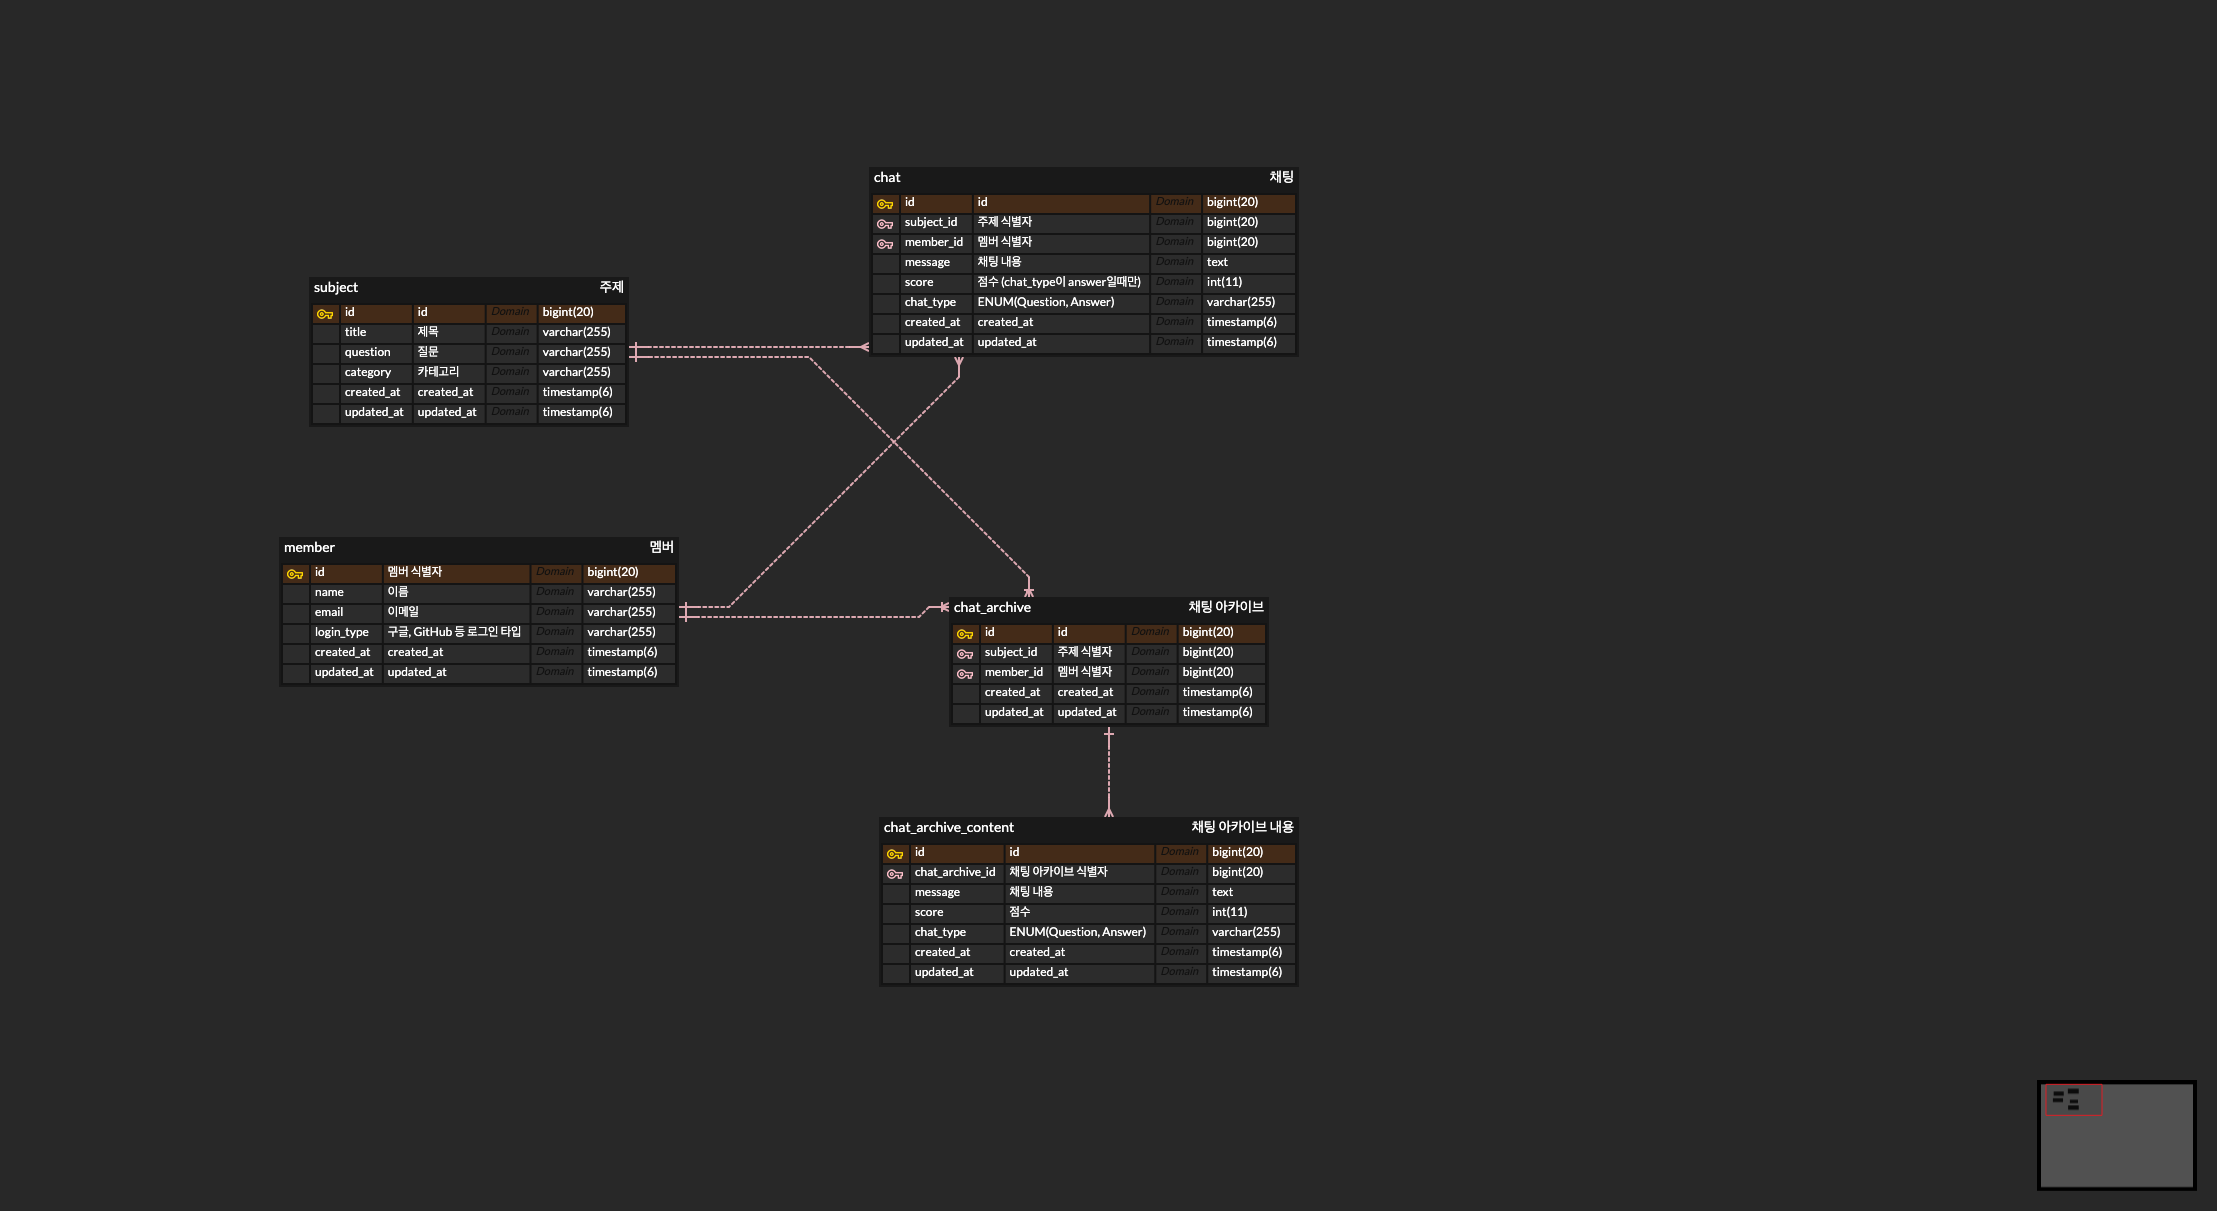 chat 채팅
id id Domain bigint(20)
subject_id 주제 식별자 Domain bigint(20)
member_id 멤버 식별자 Domain bigint(20)
message 채팅 내용 Domain text
score 점수 (chat_type이 answer일때만) Domain int(11)
chat_type ENUM(Question, Answer) Domain varchar(255)
created_at created_at Domain timestamp(6)
updated_at updated_at Domain timestamp(6)
subject 주제
id id Domain bigint(20)
title 제목 Domain varchar(255)
question 질문 Domain varchar(255)
category 카테고리 Domain varchar(255)
created_at created_at Domain timestamp(6)
updated_at updated_at Domain timestamp(6)
member 멤버
id 멤버 식별자 Domain bigint(20)
name 이름 Domain varchar(255)
email 이메일 Domain varchar(255)
login_type 구글, GitHub 등 로그인 타입 Domain varchar(255)
created_at created_at Domain timestamp(6)
updated_at updated_at Domain timestamp(6)
chat_archive 채팅 아카이브
id id Domain bigint(20)
subject_id 주제 식별자 Domain bigint(20)
member_id 멤버 식별자 Domain bigint(20)
created_at created_at Domain timestamp(6)
updated_at updated_at Domain timestamp(6)
chat_archive_content 채팅 아카이브 내용
id id Domain bigint(20)
chat_archive_id 채팅 아카이브 식별자 Domain bigint(20)
message 채팅 내용 Domain text
score 점수 Domain int(11)
chat_type ENUM(Question, Answer) Domain varchar(255)
created_at created_at Domain timestamp(6)
updated_at updated_at Domain timestamp(6)